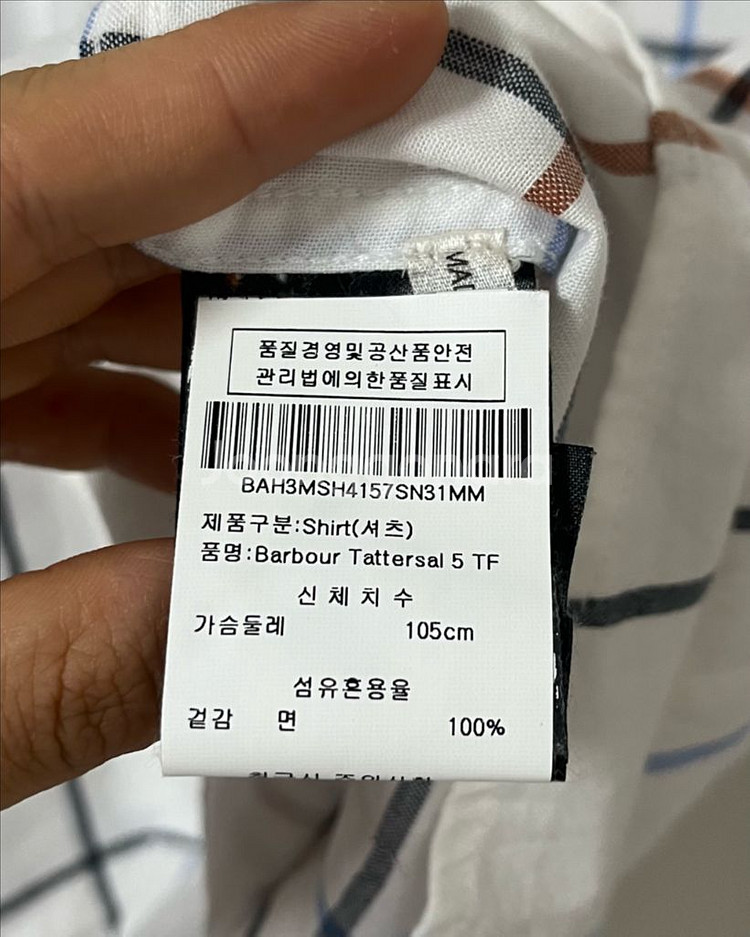 MAD
품질경영및공산품안전
관리법에의한품질표시
BAH3MSH4157SN31MM
제품구분:Shirt(셔츠)
품명:Barbour Tattersal 5 TF
신 체 치 수
가슴둘레 105cm
섬유혼용율
겉감 면 100%